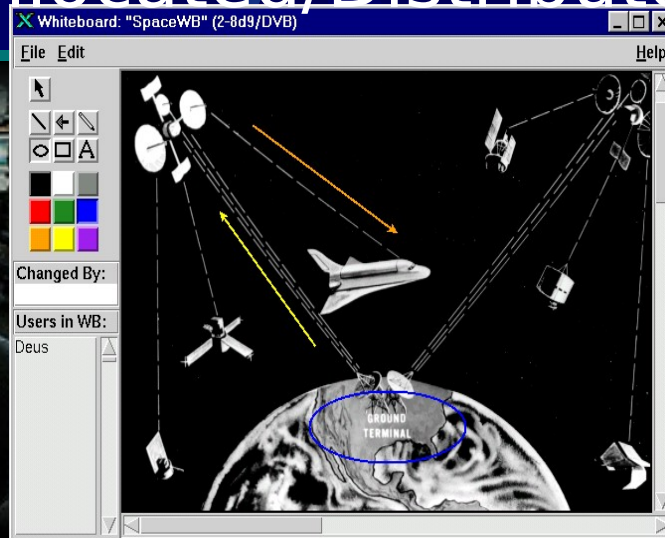 Whiteboard: "SpaceWB" (2-8d9/DVB)
File Edit Help
A
Changed By:
Users in WB:
Deus
GROUND
TERMINAL